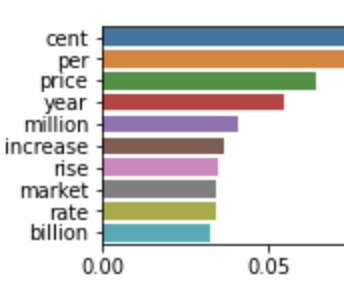 cent
per
price
year
million
increase
rise
market
rate
billion
0.00 0.05